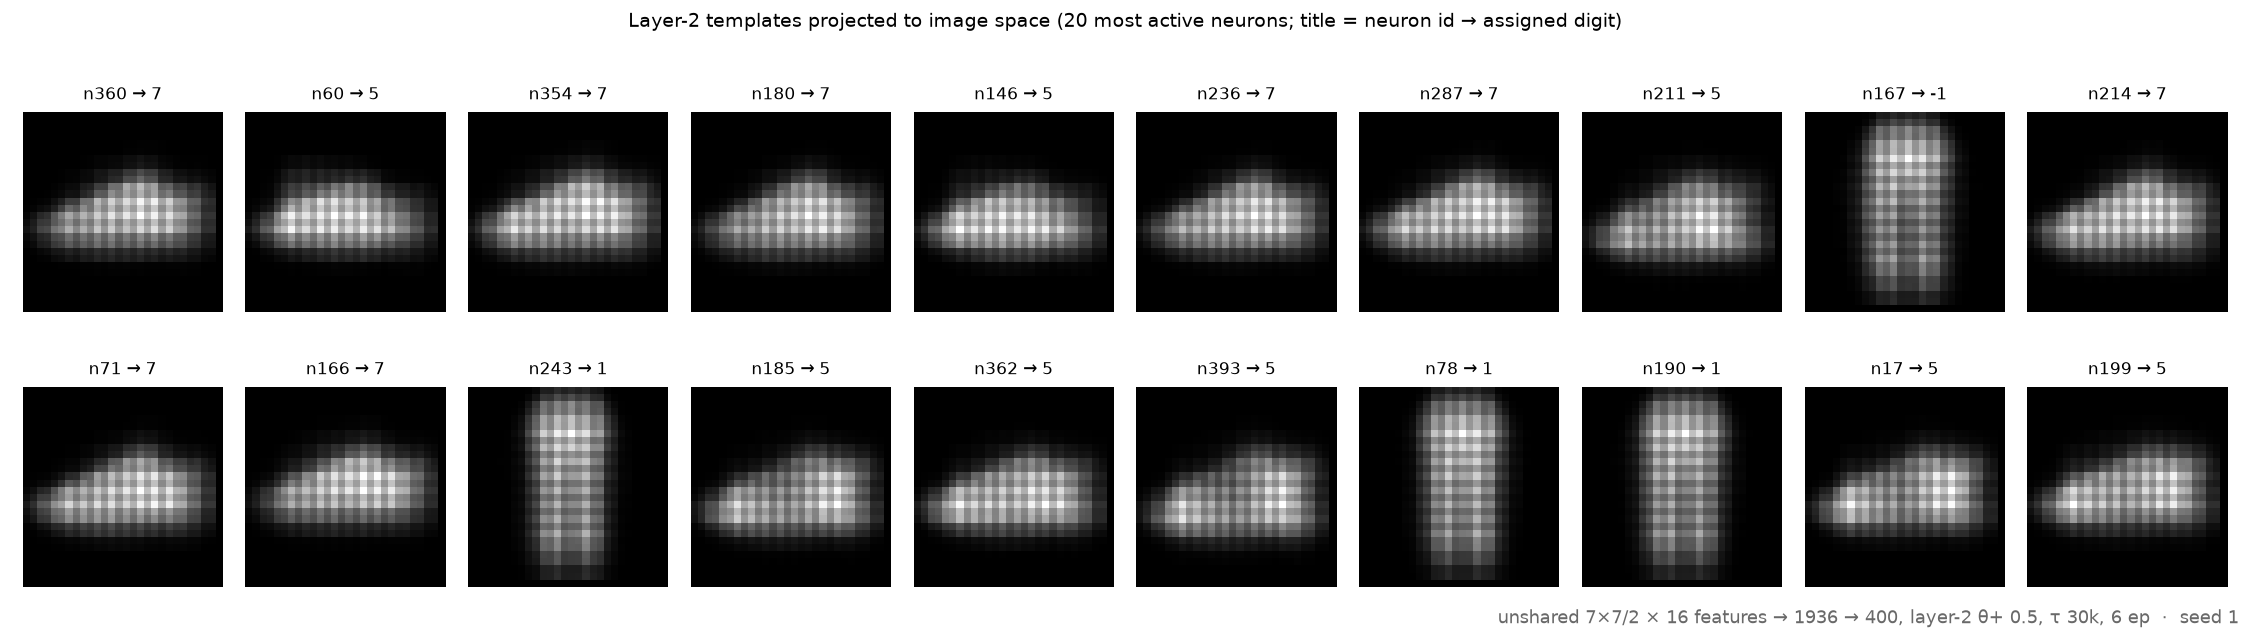 Layer-2 templates projected to image space (20 most active neurons; title = neuron id → assigned digit)
n360 → 7 n60 → 5 n354 → 7 n180 → 7 n146 → 5 n236 → 7 n287 → 7 n211 → 5 n167 → -1 n214 → 7
n71 → 7 n166 → 7 n243 → 1 n185 → 5 n362 → 5 n393 → 5 n78 → 1 n190 → 1 n17 → 5 n199 → 5
unshared 7×7/2 × 16 features → 1936 → 400, layer-2 θ+ 0.5, τ 30k, 6 ep · seed 1